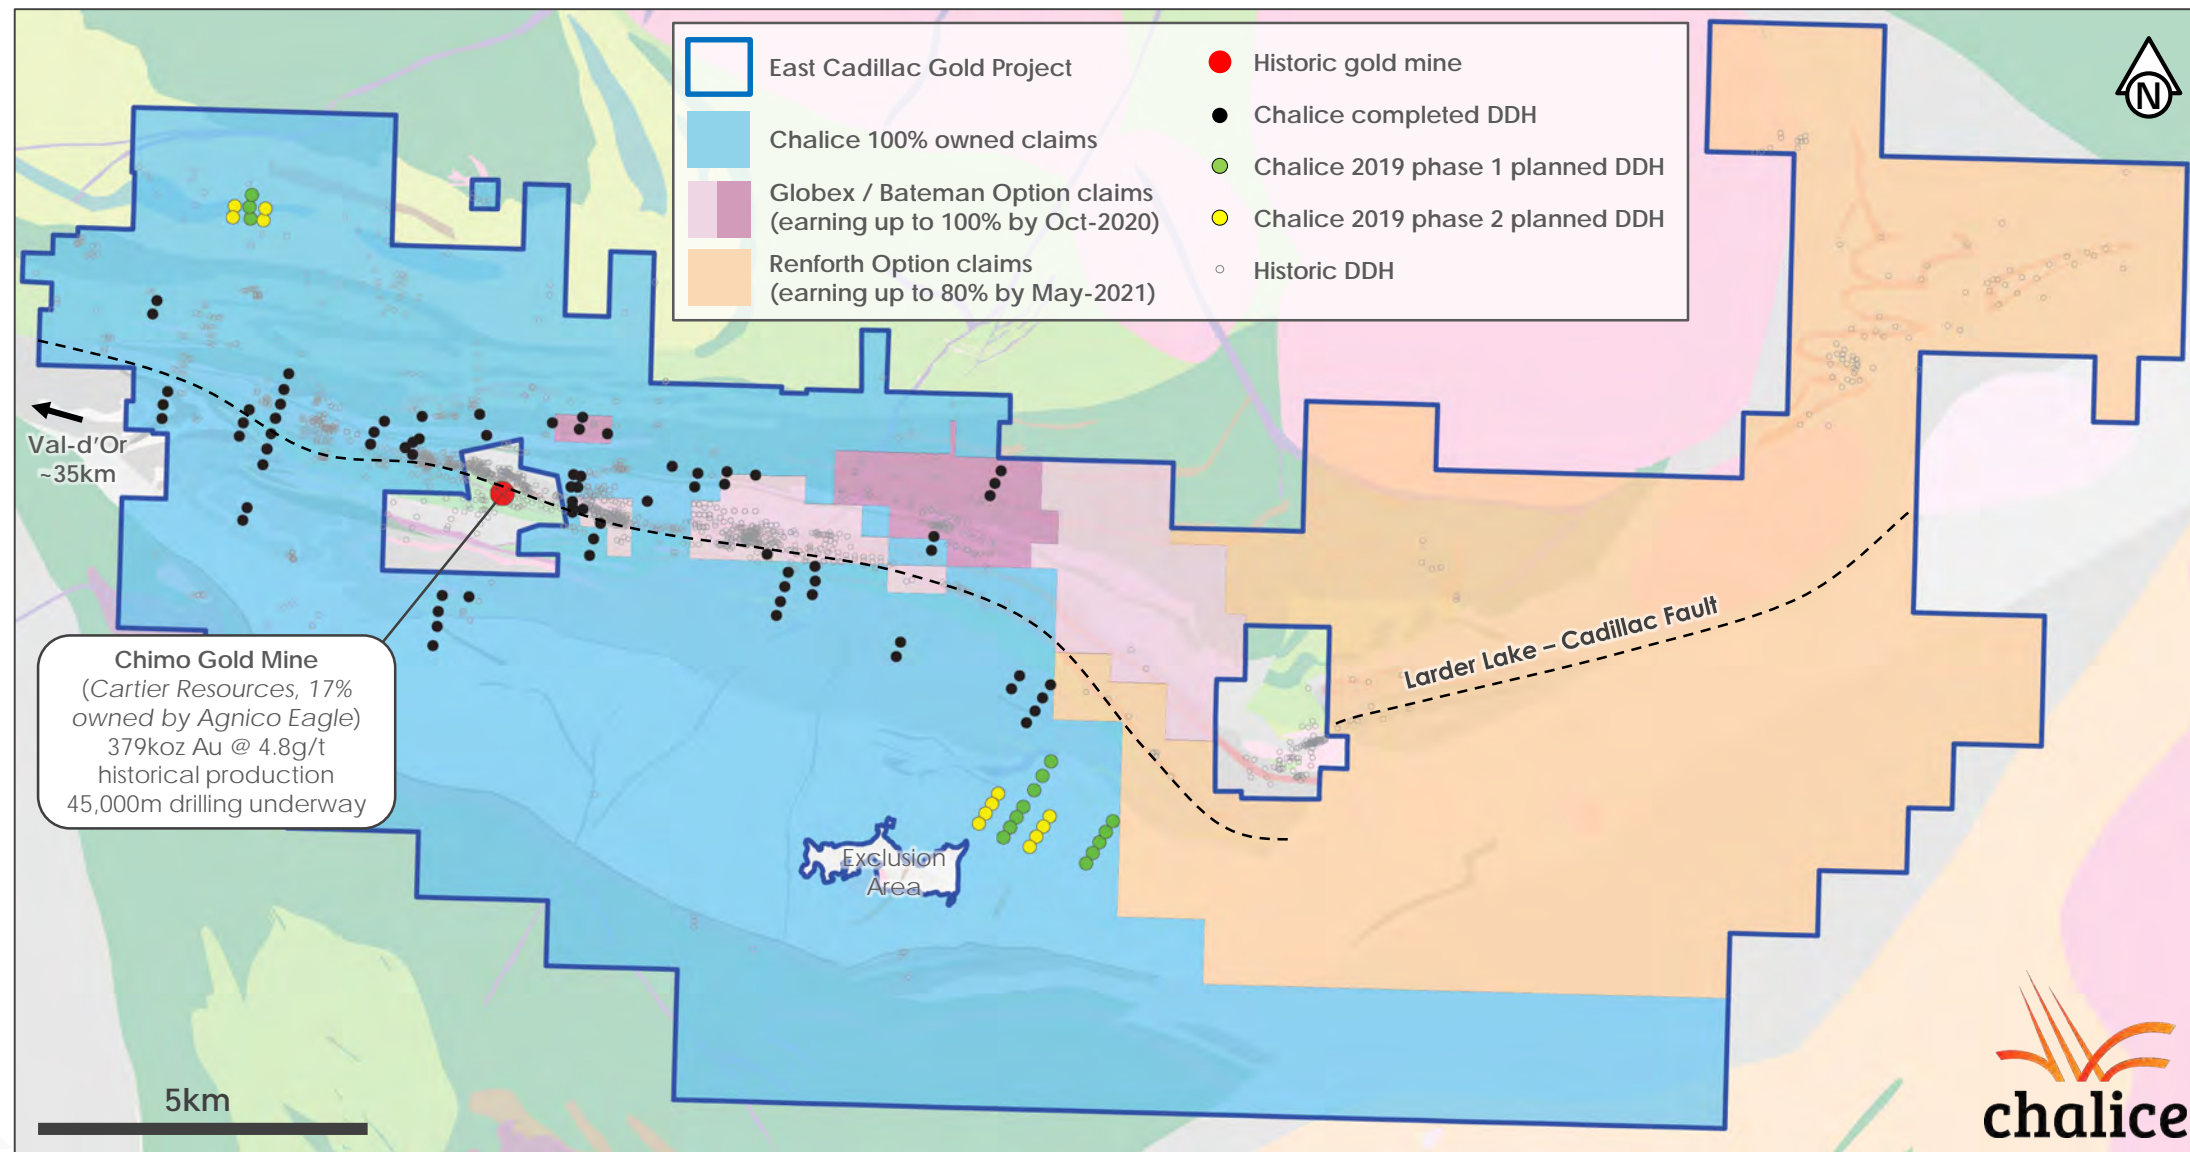 East Cadillac Gold Project
Chalice 100% owned claims
Globex / Bateman Option claims
(earning up to 100% by Oct-2020)
Renforth Option claims
(earning up to 80% by May-2021)
Historic gold mine
Chalice completed DDH
Chalice 2019 phase 1 planned DDH
Chalice 2019 phase 2 planned DDH
Historic DDH
N
Val-d'Or
~35km
Larder Lake – Cadillac Fault
Chimo Gold Mine
(Cartier Resources, 17%
owned by Agnico Eagle)
379koz Au @ 4.8g/t
historical production
45,000m drilling underway
Exclusion
Area
5km
chalice